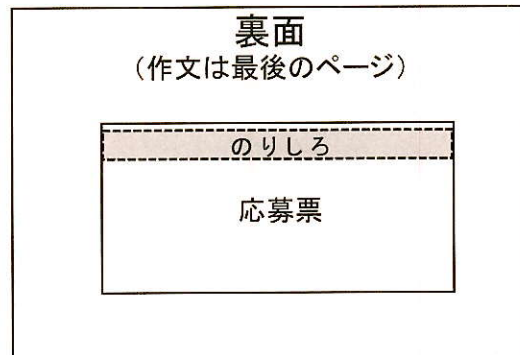 裏面
（作文は最後のページ）
のりしろ
応募票